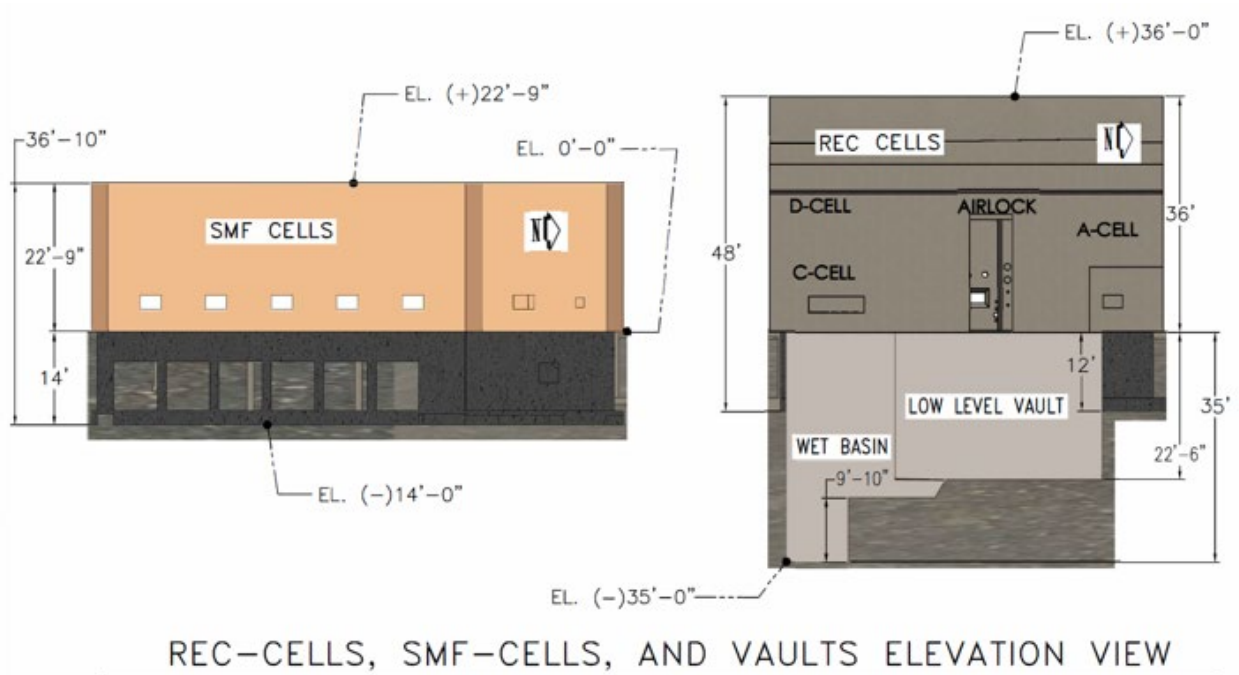 EL. (+)36'-0"
EL. (+)22'-9"
36'-10"
EL. 0'-0"
REC CELLS
N
SMF CELLS
N
D-CELL
AIRLOCK
36'
A-CELL
22'-9"
48'
C-CELL
14'
12'
LOW LEVEL VAULT
35'
WET BASIN
22'-6"
9'-10"
EL. (-)14'-0"
EL. (-)35'-0"
REC-CELLS, SMF-CELLS, AND VAULTS ELEVATION VIEW